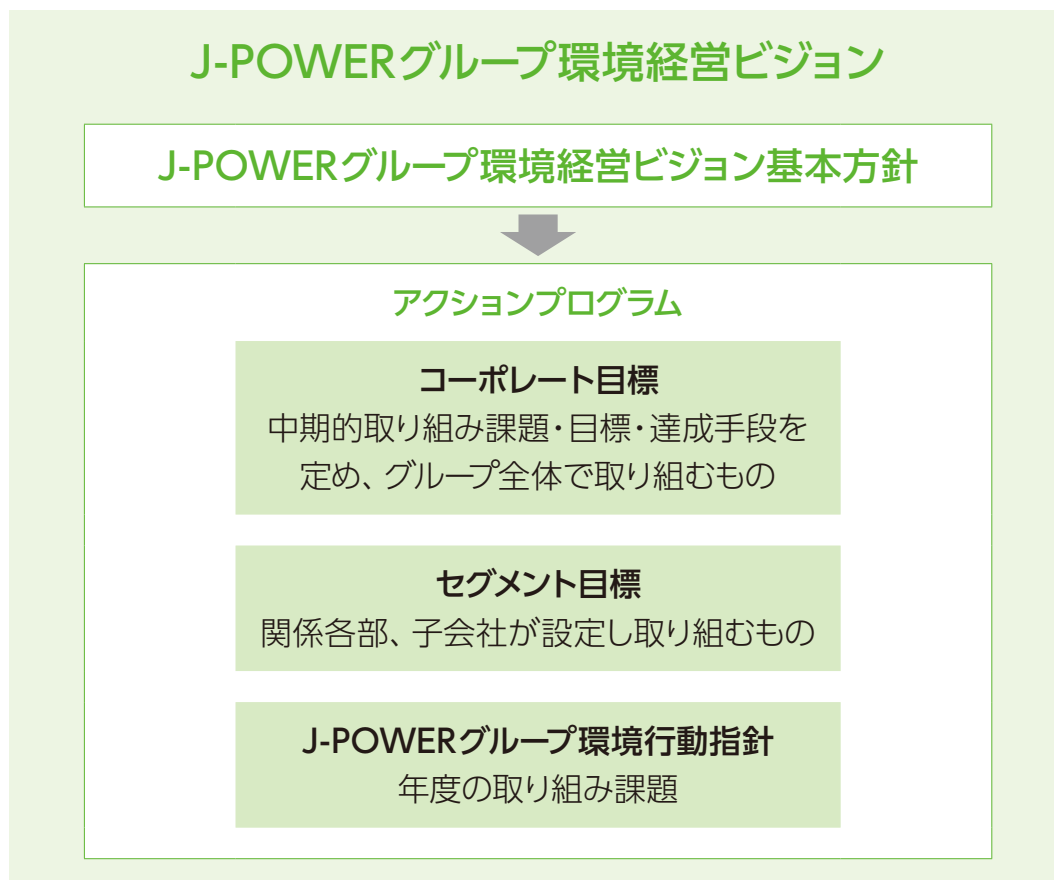 J-POWERグループ環境経営ビジョン
J-POWERグループ環境経営ビジョン基本方針
アクションプログラム
コーポレート目標
中期的取り組み課題・目標・達成手段を
定め、グループ全体で取り組むもの
セグメント目標
関係各部、子会社が設定し取り組むもの
J-POWERグループ環境行動指針
年度の取り組み課題